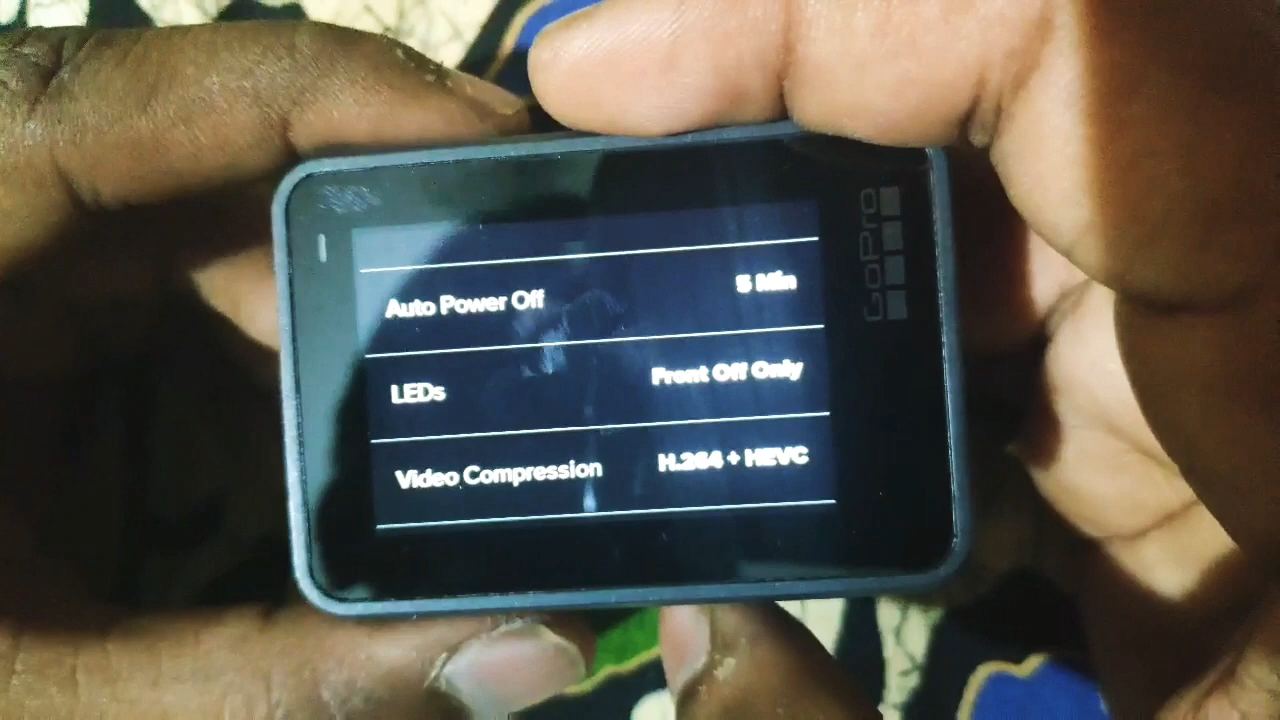 Auto Power Off 5 Min
LEDs Front Off Only
Video Compression H.264 + HEVC
GoPro